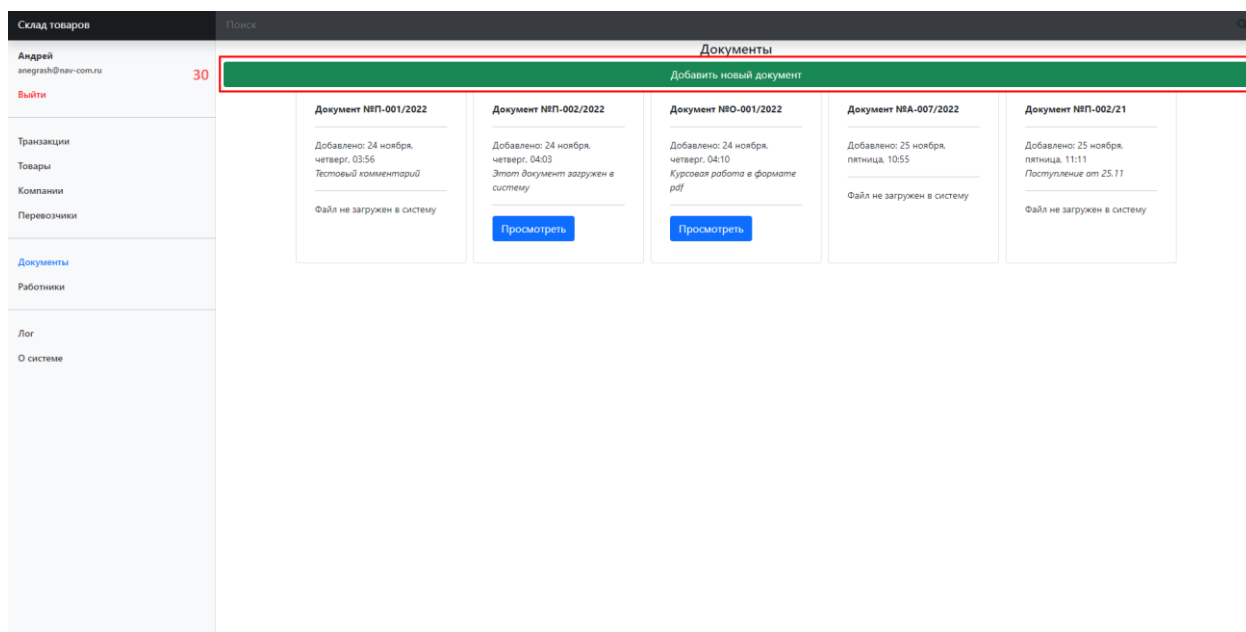 Склад товаров
Поиск
Андрей
anegrash@nav-com.ru
Выйти
30
Транзакции
Товары
Компании
Перевозчики
Документы
Работники
Лог
О системе
Документы
Добавить новый документ
Документ №П-001/2022
Добавлено: 24 ноября,
четверг, 03:56
Тестовый комментарий
Файл не загружен в систему
Документ №П-002/2022
Добавлено: 24 ноября,
четверг, 04:03
Этот документ загружен в
систему
Просмотреть
Документ №О-001/2022
Добавлено: 24 ноября,
четверг, 04:10
Курсовая работа в формате
pdf
Просмотреть
Документ №А-007/2022
Добавлено: 25 ноября,
пятница, 10:55
Файл не загружен в систему
Документ №П-002/21
Добавлено: 25 ноября,
пятница, 11:11
Поступление от 25.11
Файл не загружен в систему